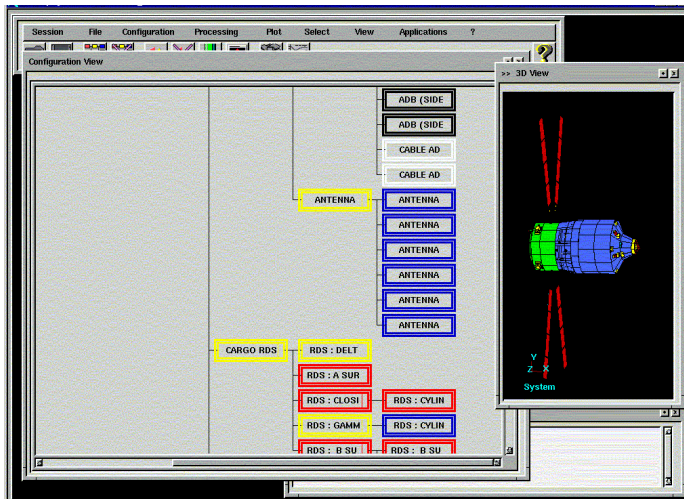 Session File Configuration Processing Plot Select View Applications ?
Configuration View
>> 3D View
ADB (SIDE
ADB (SIDE
CABLE AD
CABLE AD
ANTENNA ANTENNA
ANTENNA
ANTENNA
ANTENNA
ANTENNA
ANTENNA
CARGO RDS RDS : DELT
RDS : A SUR
RDS : CLOSI RDS : CYLIN
RDS : GAMM RDS : CYLIN
RDS : B SU RDS : B SU
Y
Z X
System